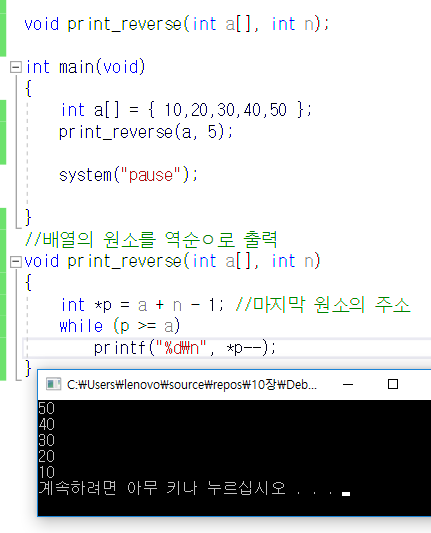 void print_reverse(int a[], int n);
int main(void)
{
int a[] = { 10,20,30,40,50 };
print_reverse(a, 5);
system("pause");
}
//배열의 원소를 역순ㅇ로 출력
void print_reverse(int a[], int n)
{
int *p = a + n - 1; //마지막 원소의 주소
while (p >= a)
printf("%d₩n", *p--);
}
C:₩Users₩lenovo₩source₩repos₩10장₩Deb...
50
40
30
20
10
계속하려면 아무 키나 누르십시오 . . .